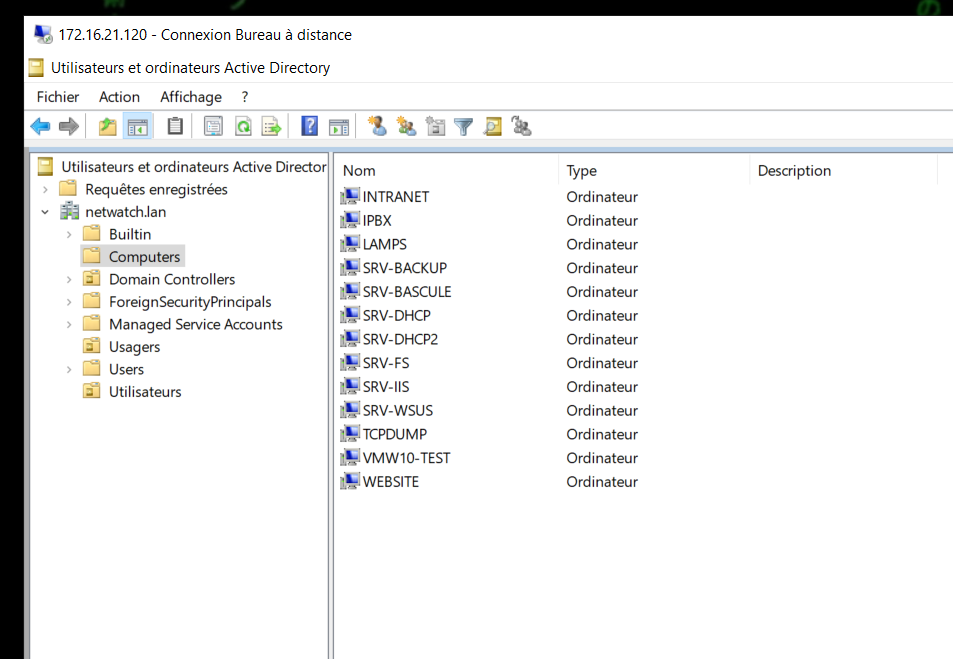 172.16.21.120 - Connexion Bureau à distance
Utilisateurs et ordinateurs Active Directory
Fichier Action Affichage ?
Utilisateurs et ordinateurs Active Director
Requêtes enregistrées
netwatch.lan
Builtin
Computers
Domain Controllers
ForeignSecurityPrincipals
Managed Service Accounts
Usagers
Users
Utilisateurs
Nom Type Description
INTRANET Ordinateur
IPBX Ordinateur
LAMPS Ordinateur
SRV-BACKUP Ordinateur
SRV-BASCULE Ordinateur
SRV-DHCP Ordinateur
SRV-DHCP2 Ordinateur
SRV-FS Ordinateur
SRV-IIS Ordinateur
SRV-WSUS Ordinateur
TCPDUMP Ordinateur
VMW10-TEST Ordinateur
WEBSITE Ordinateur